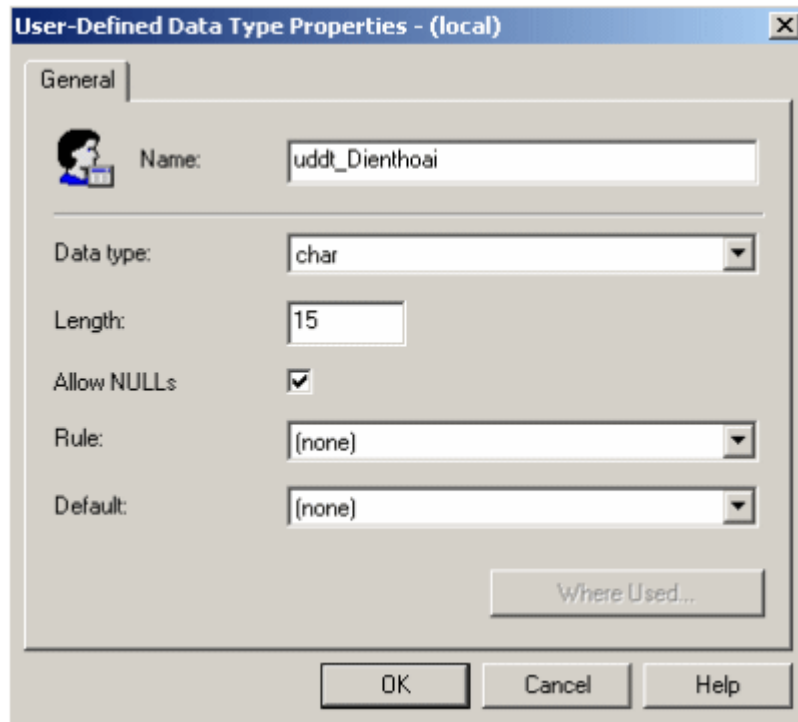 User-Defined Data Type Properties - (local)
General
Name: uddt_Dienthoai
Data type: char
Length: 15
Allow NULLs
Rule: (none)
Default: (none)
Where Used...
OK Cancel Help